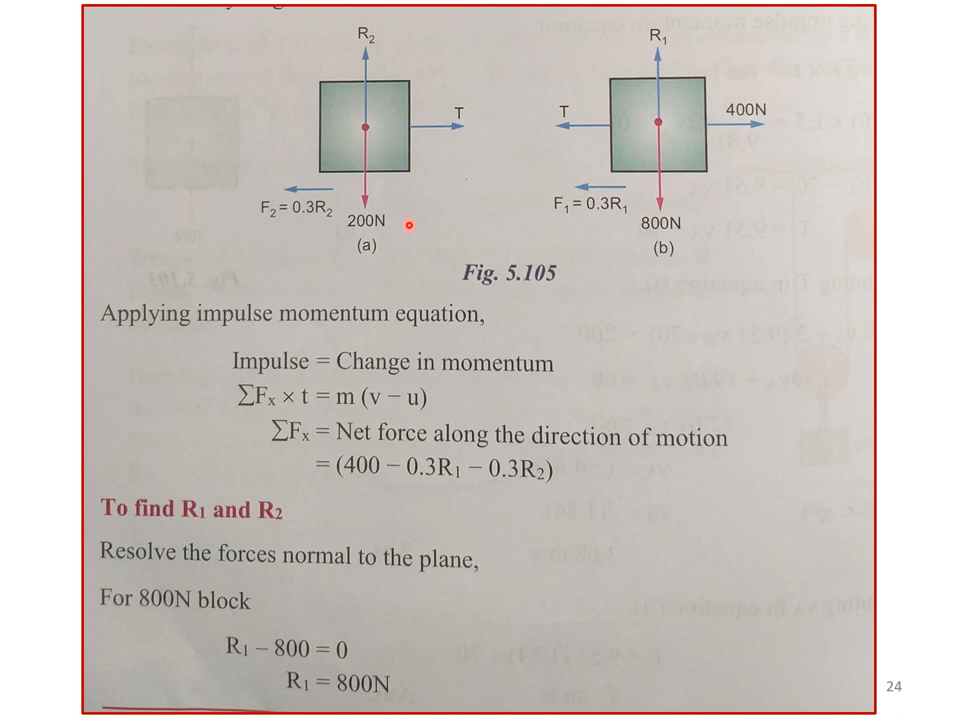 R₂
R₁
T
T
400N
F₂ = 0.3R₂
200N
F₁ = 0.3R₁
800N
(a)
(b)
Fig. 5.105
Applying impulse momentum equation,
Impulse = Change in momentum
∑Fₓ × t = m (v − u)
∑Fₓ = Net force along the direction of motion
= (400 − 0.3R₁ − 0.3R₂)
To find R₁ and R₂
Resolve the forces normal to the plane,
For 800N block
R₁ − 800 = 0
R₁ = 800N
24